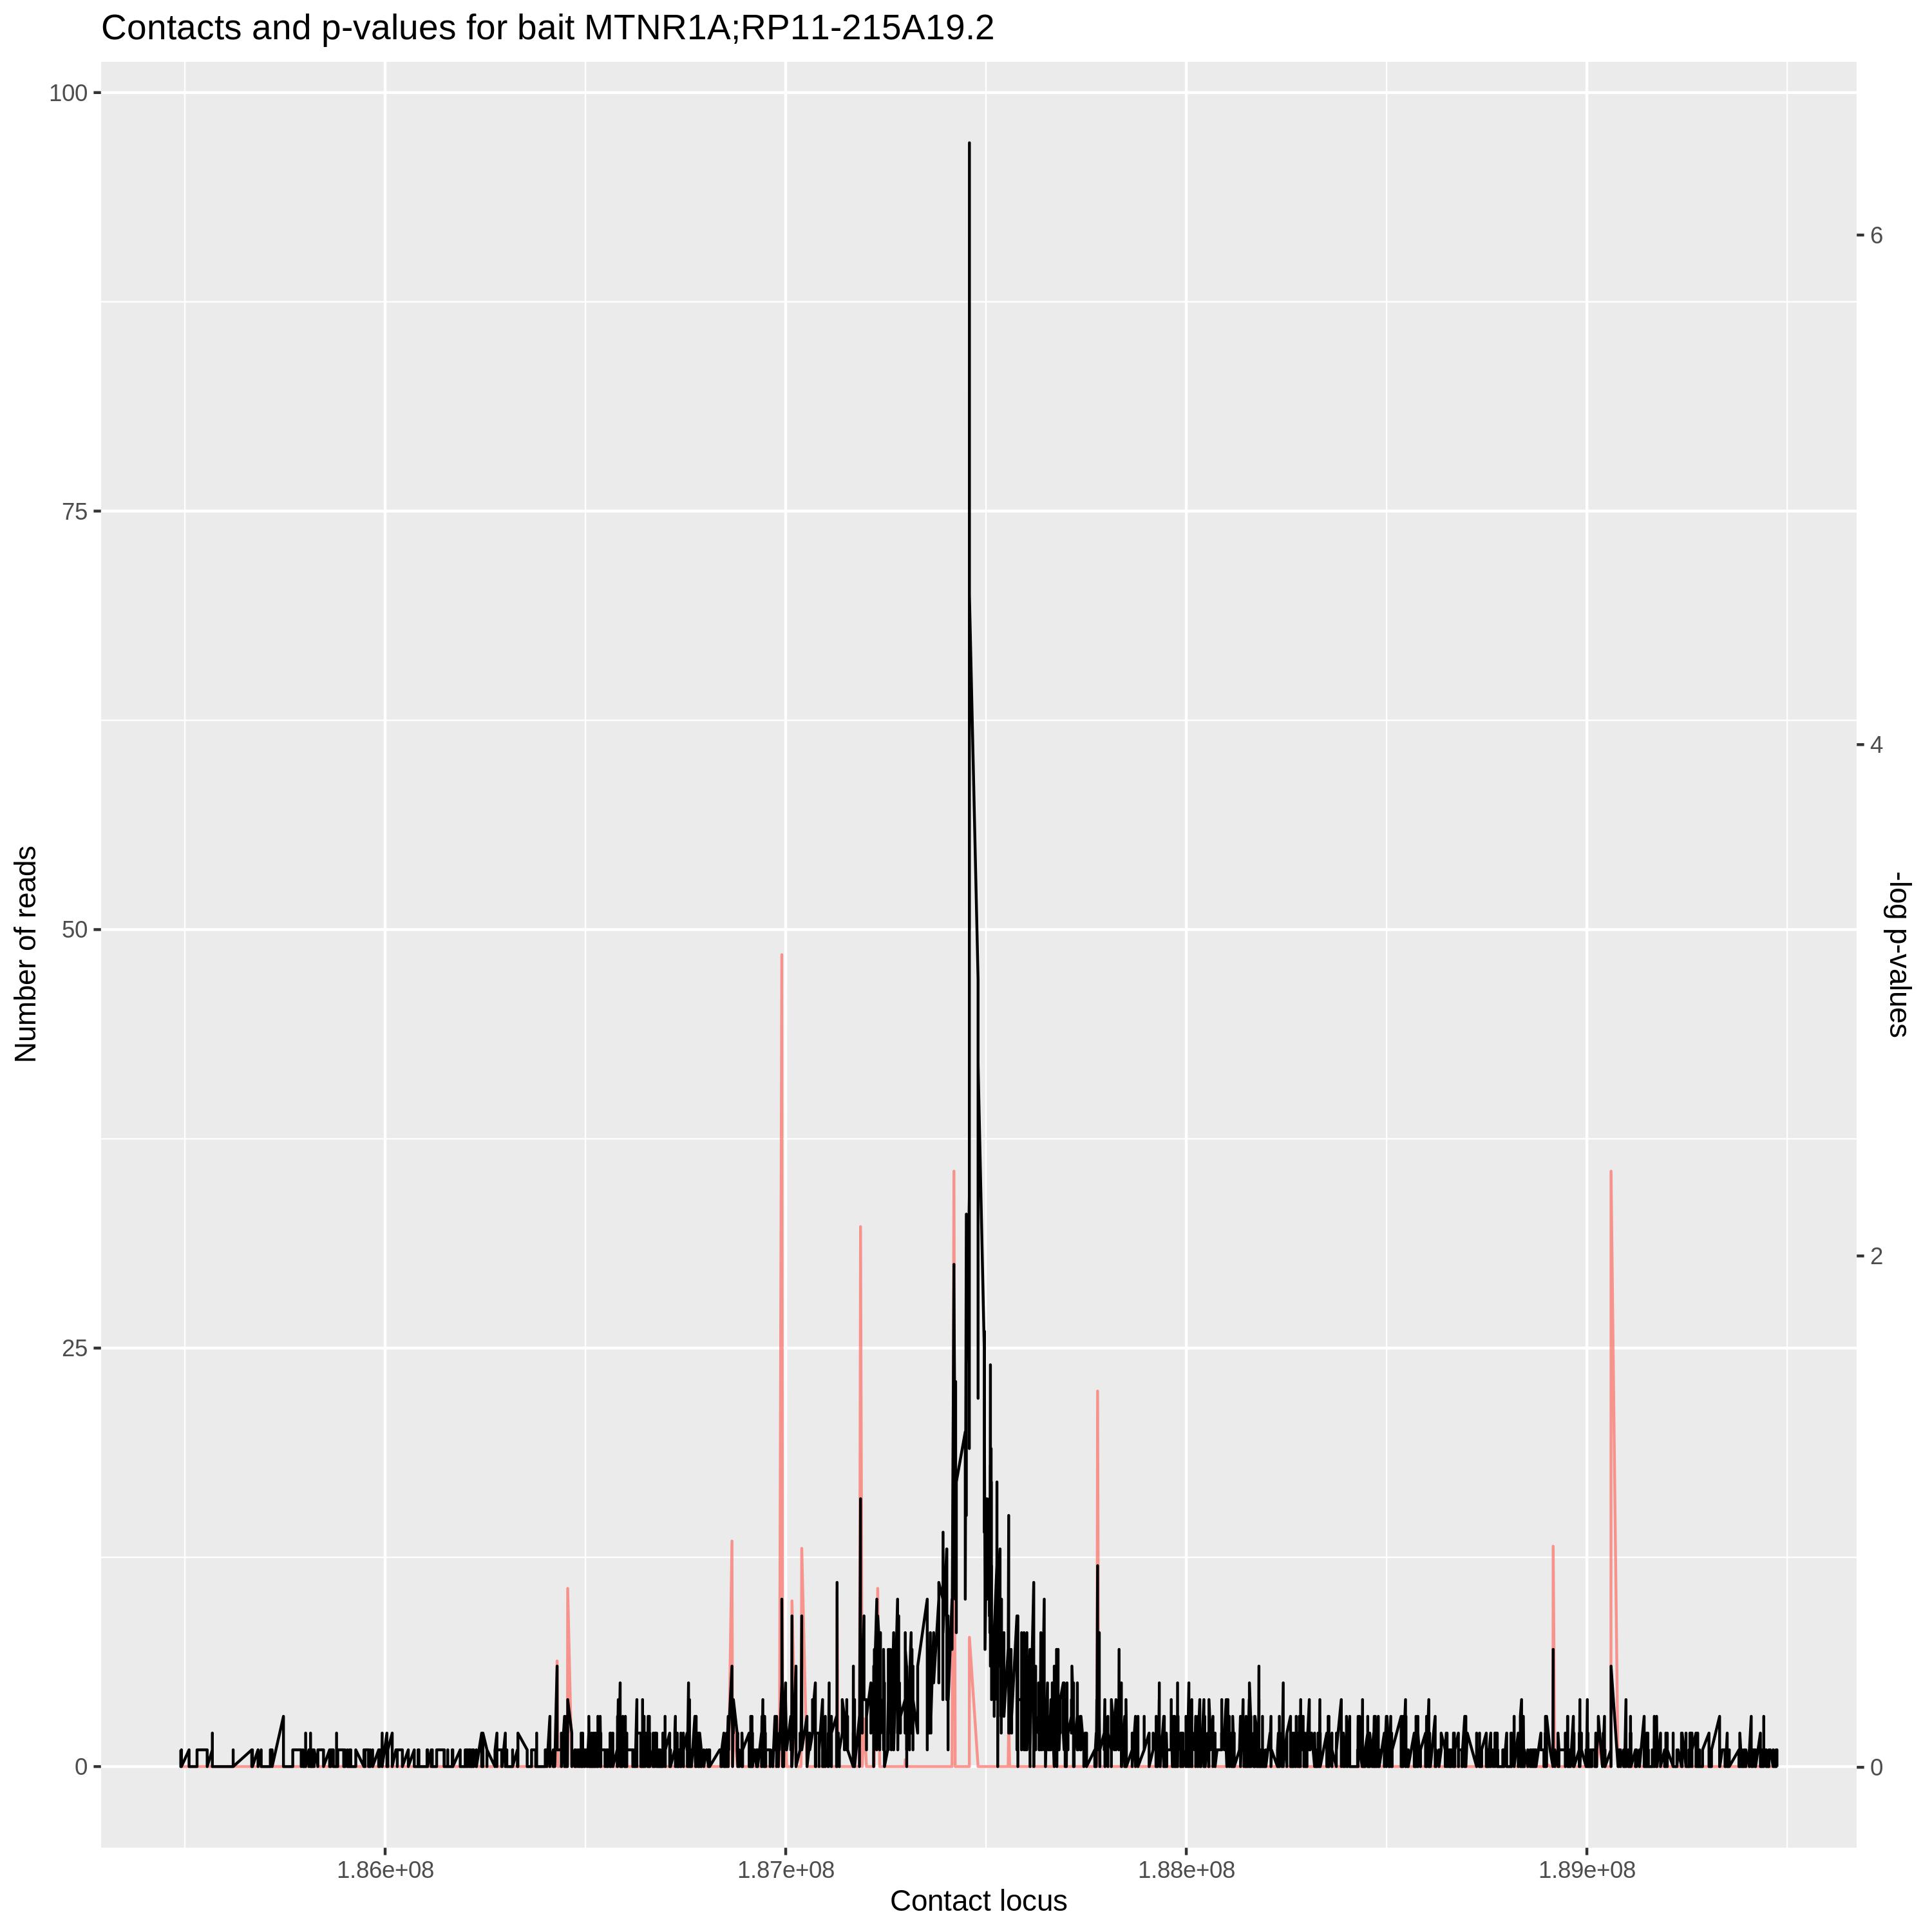 Contacts and p-values for bait MTNR1A;RP11-215A19.2
100
75
50
25
0
Number of reads
6
4
2
0
-log p-values
1.86e+08 1.87e+08 1.88e+08 1.89e+08
Contact locus